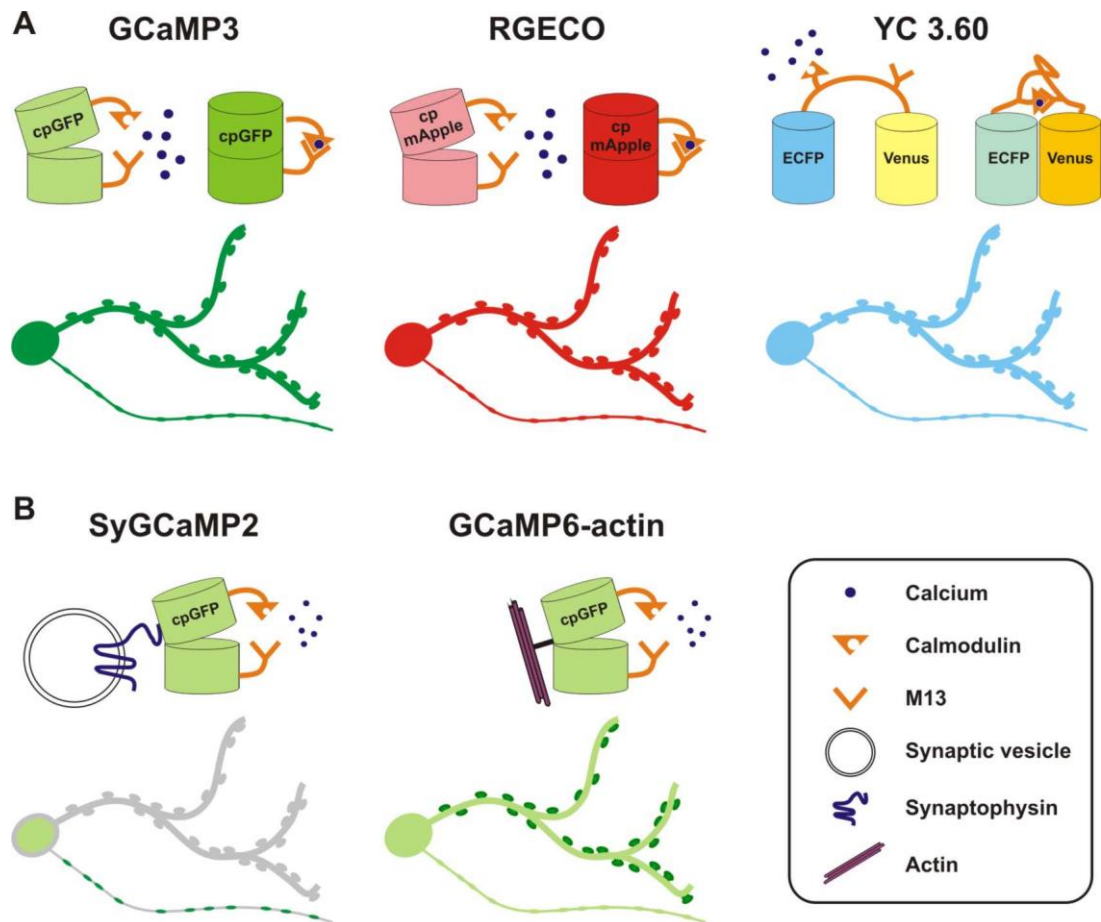 A
GCaMP3
RGECO
YC 3.60
cpGFP
cpGFP
cp
mApple
cp
mApple
ECFP
Venus
ECFP
Venus
B
SyGCaMP2
GCaMP6-actin
cpGFP
cpGFP
Calcium
Calmodulin
M13
Synaptic vesicle
Synaptophysin
Actin